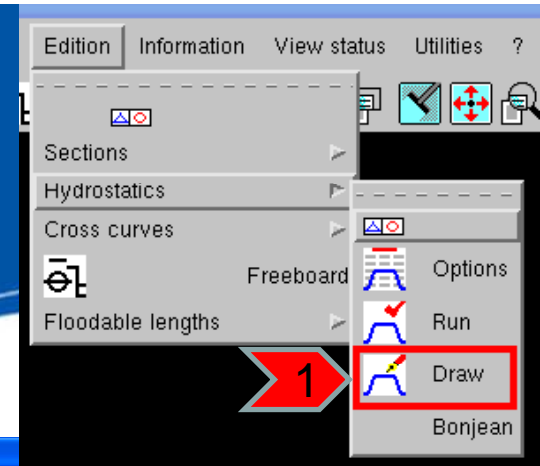 Edition Information View status Utilities ?
Sections
Hydrostatics
Cross curves
Freeboard
Floodable lengths
Options
Run
1
Draw
Bonjean